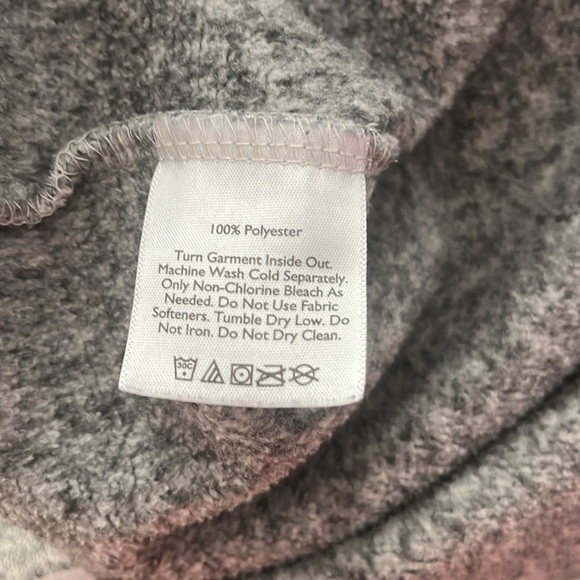 100% Polyester
Turn Garment Inside Out.
Machine Wash Cold Separately.
Only Non-Chlorine Bleach As
Needed. Do Not Use Fabric
Softeners. Tumble Dry Low. Do
Not Iron. Do Not Dry Clean.
30C